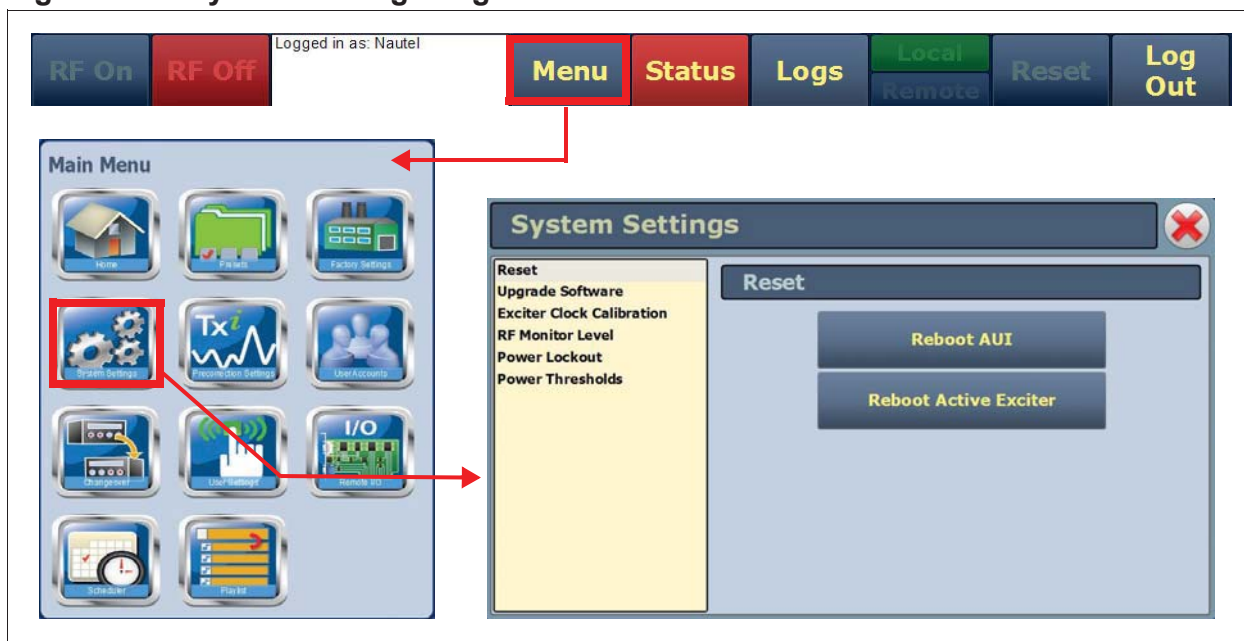 Logged in as: Nautel
RF On
RF Off
Menu
Status
Logs
Local
Remote
Reset
Log
Out
Main Menu
Home
Presets
Factory Settings
System Settings
Txi
Precorrection Settings
User Accounts
Changeover
User Settings
I/O
Remote I/O
Scheduler
Playlist
System Settings
Reset
Upgrade Software
Exciter Clock Calibration
RF Monitor Level
Power Lockout
Power Thresholds
Reset
Reboot AUI
Reboot Active Exciter